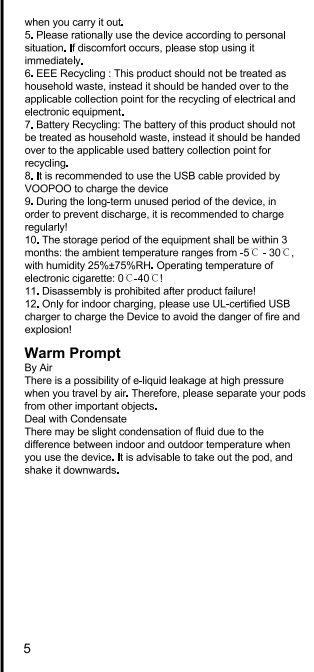 when you carry it out.
5. Please rationally use the device according to personal
situation. If discomfort occurs, please stop using it
immediately.
6. EEE Recycling : This product should not be treated as
household waste, instead it should be handed over to the
applicable collection point for the recycling of electrical and
electronic equipment.
7. Battery Recycling: The battery of this product should not
be treated as household waste, instead it should be handed
over to the applicable used battery collection point for
recycling.
8. It is recommended to use the USB cable provided by
VOOPOO to charge the device
9. During the long-term unused period of the device, in
order to prevent discharge, it is recommended to charge
regularly!
10. The storage period of the equipment shall be within 3
months: the ambient temperature ranges from -5℃ - 30℃,
with humidity 25%±75%RH. Operating temperature of
electronic cigarette: 0℃-40℃!
11. Disassembly is prohibited after product failure!
12. Only for indoor charging, please use UL-certified USB
charger to charge the Device to avoid the danger of fire and
explosion!
Warm Prompt
By Air
There is a possibility of e-liquid leakage at high pressure
when you travel by air. Therefore, please separate your pods
from other important objects.
Deal with Condensate
There may be slight condensation of fluid due to the
difference between indoor and outdoor temperature when
you use the device. It is advisable to take out the pod, and
shake it downwards.
5